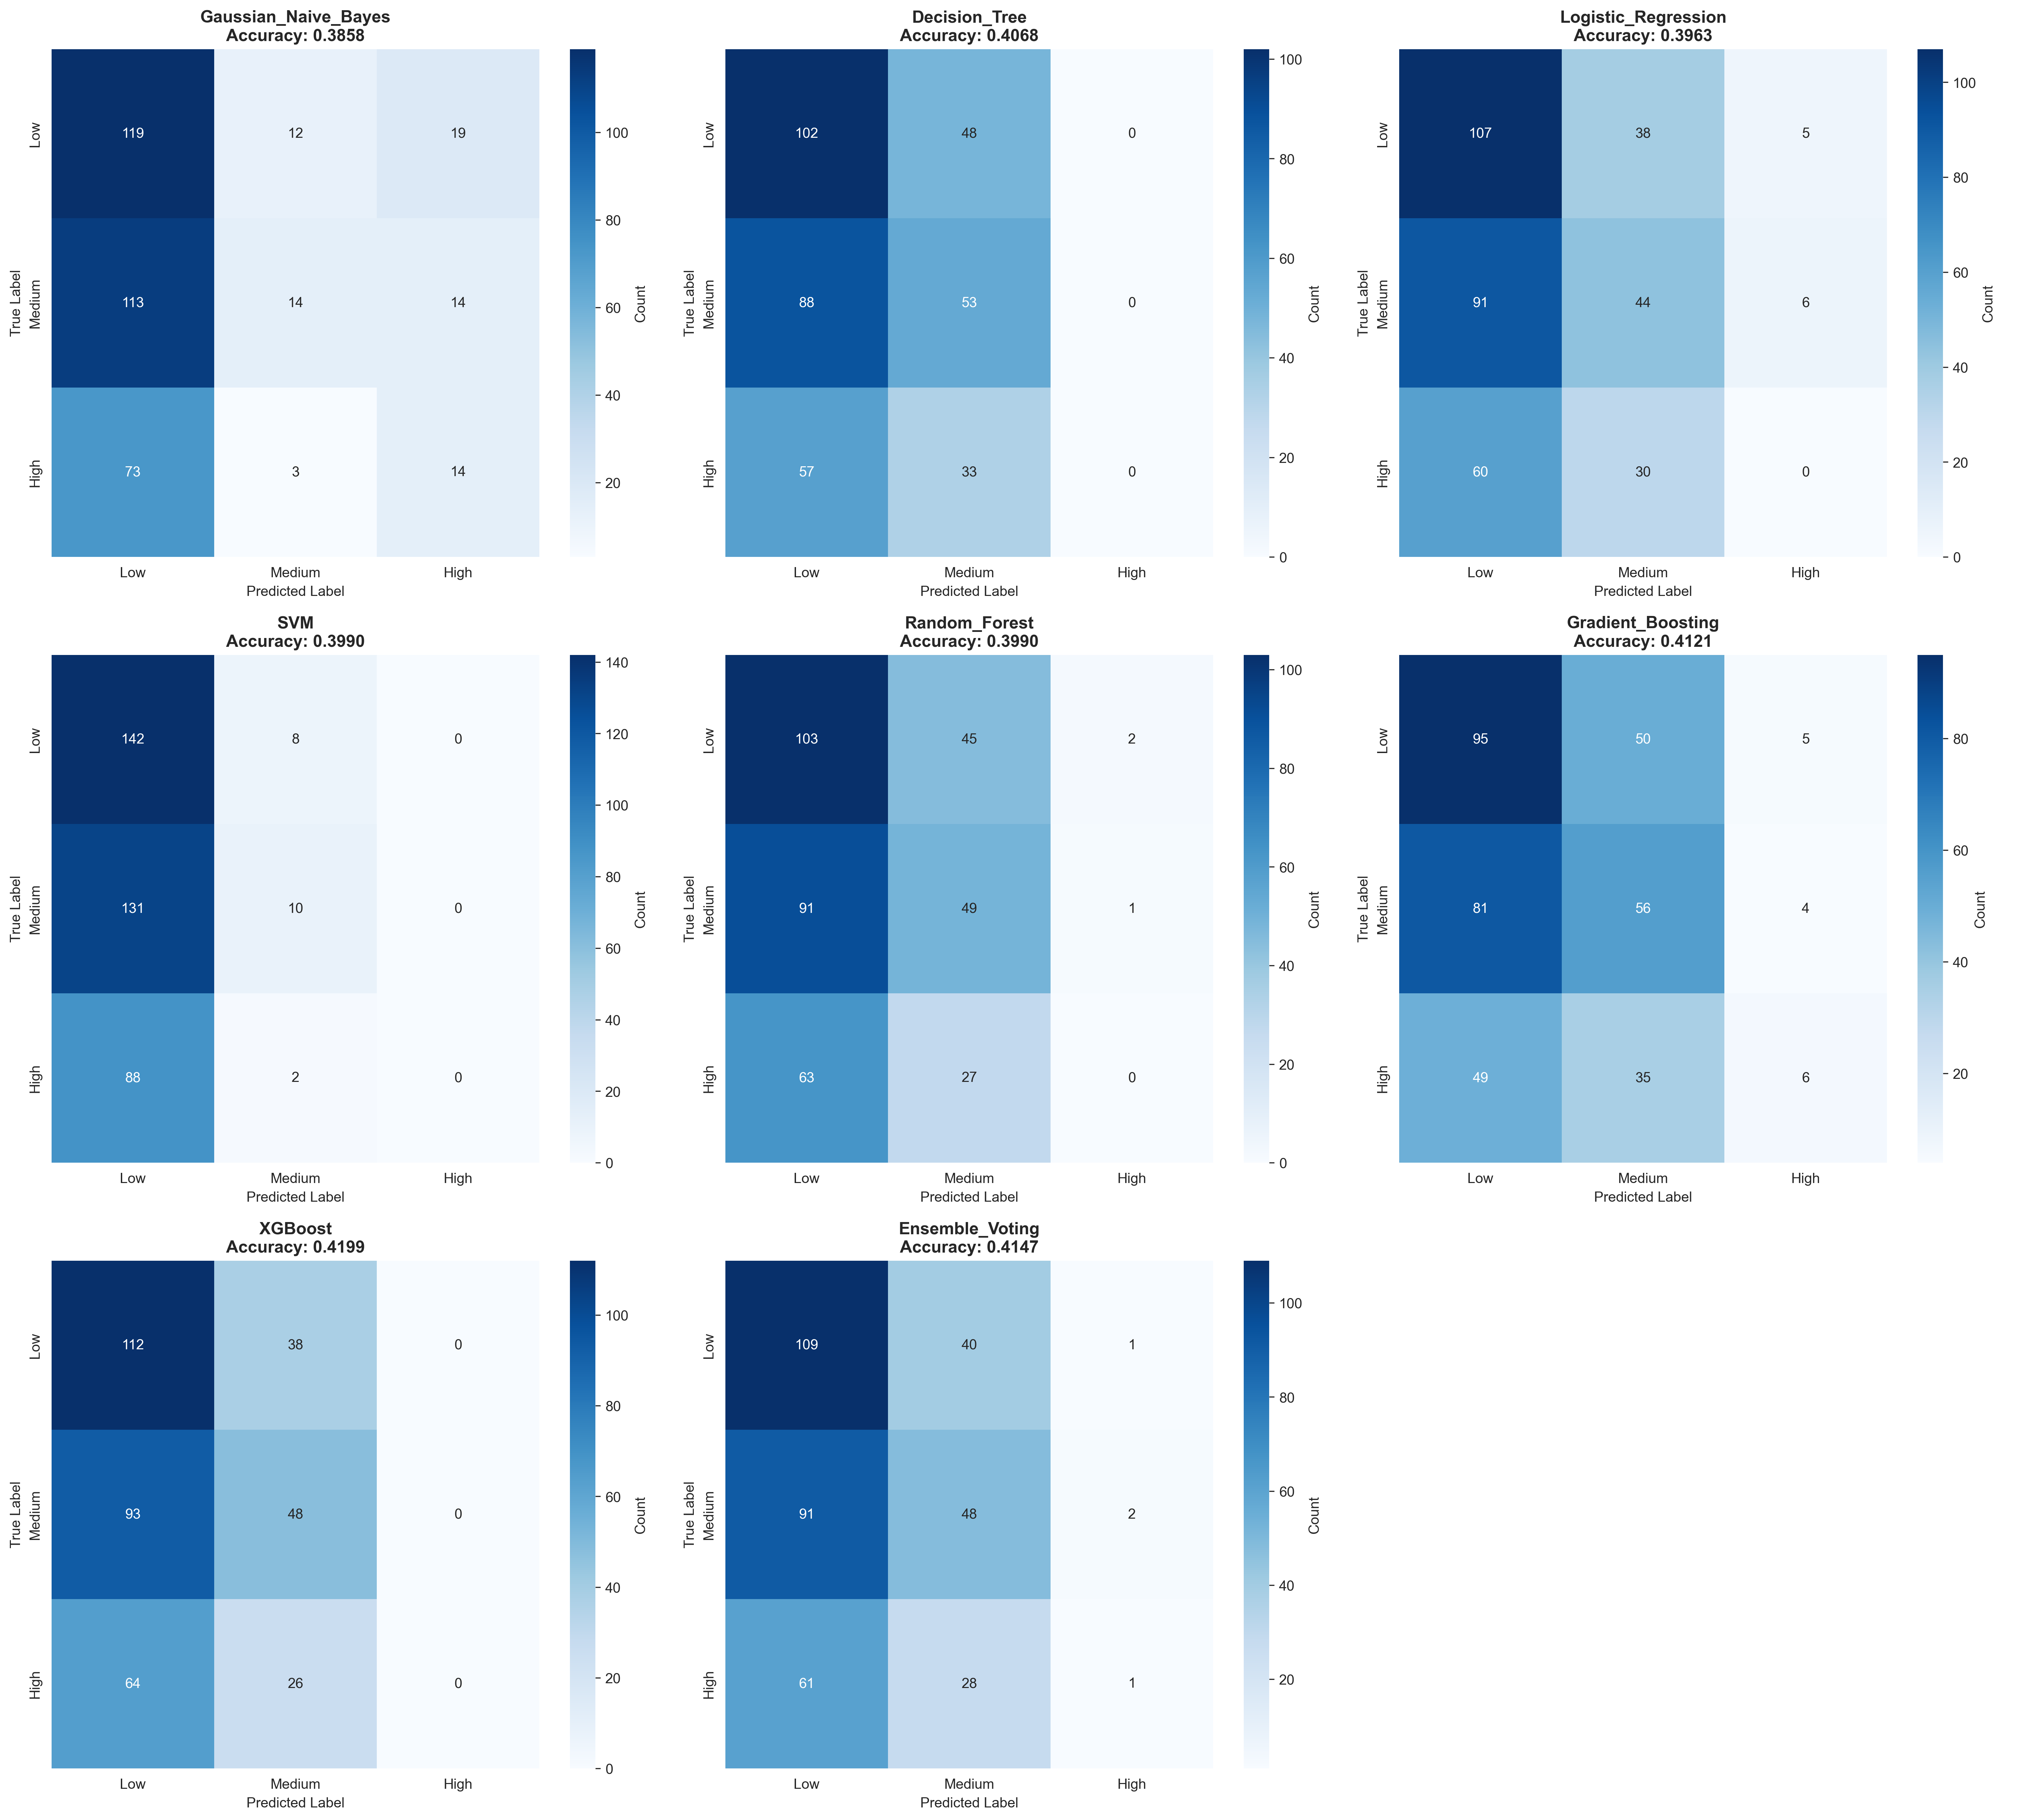 Gaussian_Naive_Bayes
Accuracy: 0.3858
True Label
Low
119 12 19
Medium
113 14 14
High
73 3 14
Low Medium High
Predicted Label
100
80
60
40
20
Count
Decision_Tree
Accuracy: 0.4068
True Label
Low
102 48 0
Medium
88 53 0
High
57 33 0
Low Medium High
Predicted Label
100
80
60
40
20
0
Count
Logistic_Regression
Accuracy: 0.3963
True Label
Low
107 38 5
Medium
91 44 6
High
60 30 0
Low Medium High
Predicted Label
100
80
60
40
20
0
Count
SVM
Accuracy: 0.3990
True Label
Low
142 8 0
Medium
131 10 0
High
88 2 0
Low Medium High
Predicted Label
140
120
100
80
60
40
20
0
Count
Random_Forest
Accuracy: 0.3990
True Label
Low
103 45 2
Medium
91 49 1
High
63 27 0
Low Medium High
Predicted Label
100
80
60
40
20
0
Count
Gradient_Boosting
Accuracy: 0.4121
True Label
Low
95 50 5
Medium
81 56 4
High
49 35 6
Low Medium High
Predicted Label
80
60
40
20
Count
XGBoost
Accuracy: 0.4199
True Label
Low
112 38 0
Medium
93 48 0
High
64 26 0
Low Medium High
Predicted Label
100
80
60
40
20
0
Count
Ensemble_Voting
Accuracy: 0.4147
True Label
Low
109 40 1
Medium
91 48 2
High
61 28 1
Low Medium High
Predicted Label
100
80
60
40
20
Count